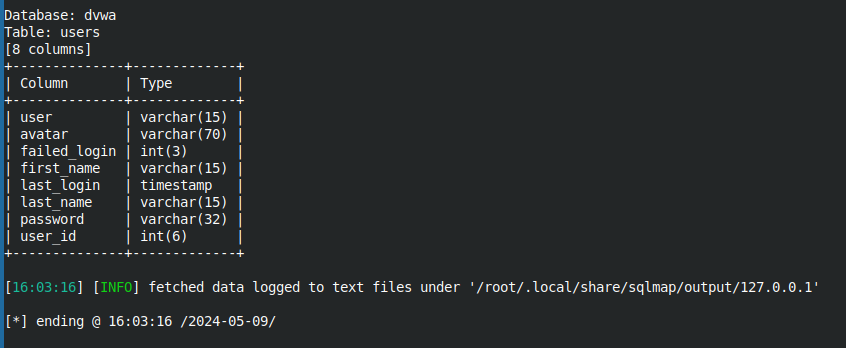 Database: dvwa
Table: users
[8 columns]
+--------------+-------------+
| Column       | Type        |
+--------------+-------------+
| user         | varchar(15) |
| avatar       | varchar(70) |
| failed_login | int(3)      |
| first_name   | varchar(15) |
| last_login   | timestamp   |
| last_name    | varchar(15) |
| password     | varchar(32) |
| user_id      | int(6)      |
+--------------+-------------+
[16:03:16] [INFO] fetched data logged to text files under '/root/.local/share/sqlmap/output/127.0.0.1'
[*] ending @ 16:03:16 /2024-05-09/